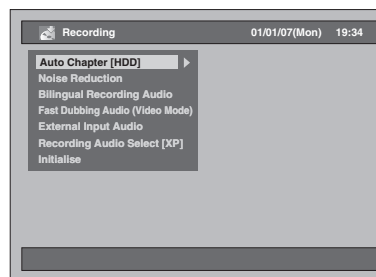 Recording 01/01/07(Mon) 19:34
Auto Chapter [HDD]
Noise Reduction
Bilingual Recording Audio
Fast Dubbing Audio (Video Mode)
External Input Audio
Recording Audio Select [XP]
Initialise